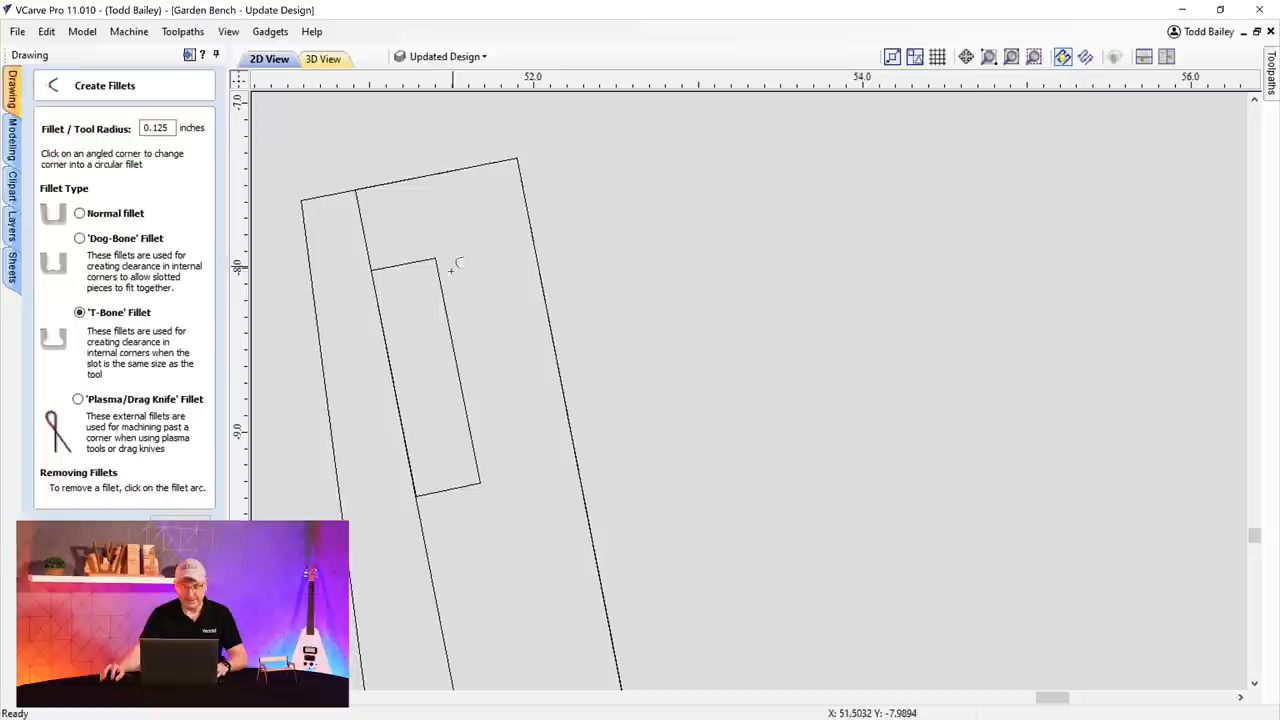 VCarve Pro 11.010 - (Todd Bailey) - [Garden Bench - Update Design]
File Edit Model Machine Toolpaths View Gadgets Help
Todd Bailey
Drawing
2D View
3D View
Updated Design
Toolpaths
Drawing
Modeling
Clipart
Layers
Sheets
Create Fillets
52.0
54.0
56.0
-7.0
-8.0
-9.0
Fillet / Tool Radius: 0.125 inches
Click on an angled corner to change
corner into a circular fillet
Fillet Type
Normal fillet
'Dog-Bone' Fillet
These fillets are used for
creating clearance in internal
corners to allow slotted
pieces to fit together.
'T-Bone' Fillet
These fillets are used for
creating clearance in
internal corners when the
slot is the same size as the
tool
'Plasma/Drag Knife' Fillet
These external fillets are
used for machining past a
corner when using plasma
tools or drag knives
Removing Fillets
To remove a fillet, click on the fillet arc.
Ready
X: 51.5032 Y: -7.9894